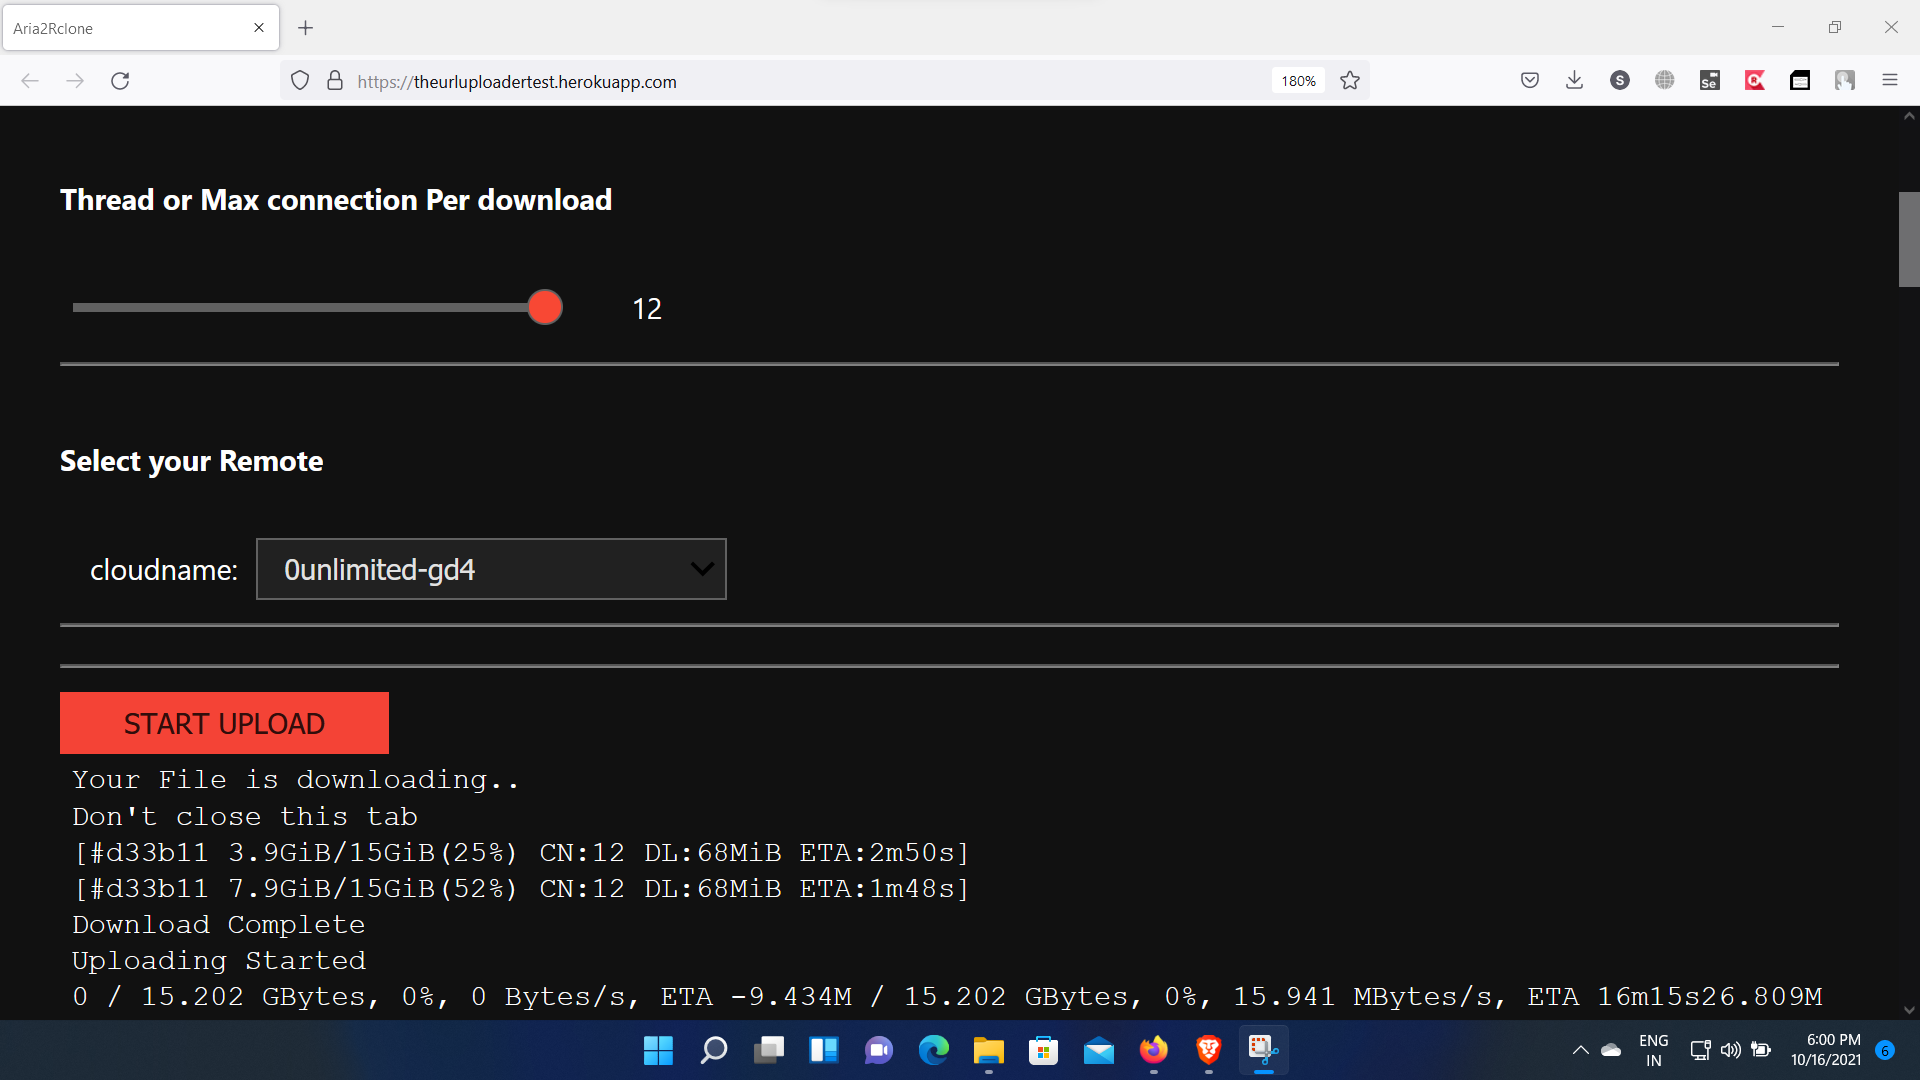 Aria2Rclone
https://theurluploadertest.herokuapp.com
180%
S
Se
Thread or Max connection Per download
12
Select your Remote
cloudname: 0unlimited-gd4
START UPLOAD
Your File is downloading..
Don't close this tab
[#d33b11 3.9GiB/15GiB(25%) CN:12 DL:68MiB ETA:2m50s]
[#d33b11 7.9GiB/15GiB(52%) CN:12 DL:68MiB ETA:1m48s]
Download Complete
Uploading Started
0 / 15.202 GBytes, 0%, 0 Bytes/s, ETA -9.434M / 15.202 GBytes, 0%, 15.941 MBytes/s, ETA 16m15s26.809M
ENG
IN
6:00 PM
10/16/2021
6